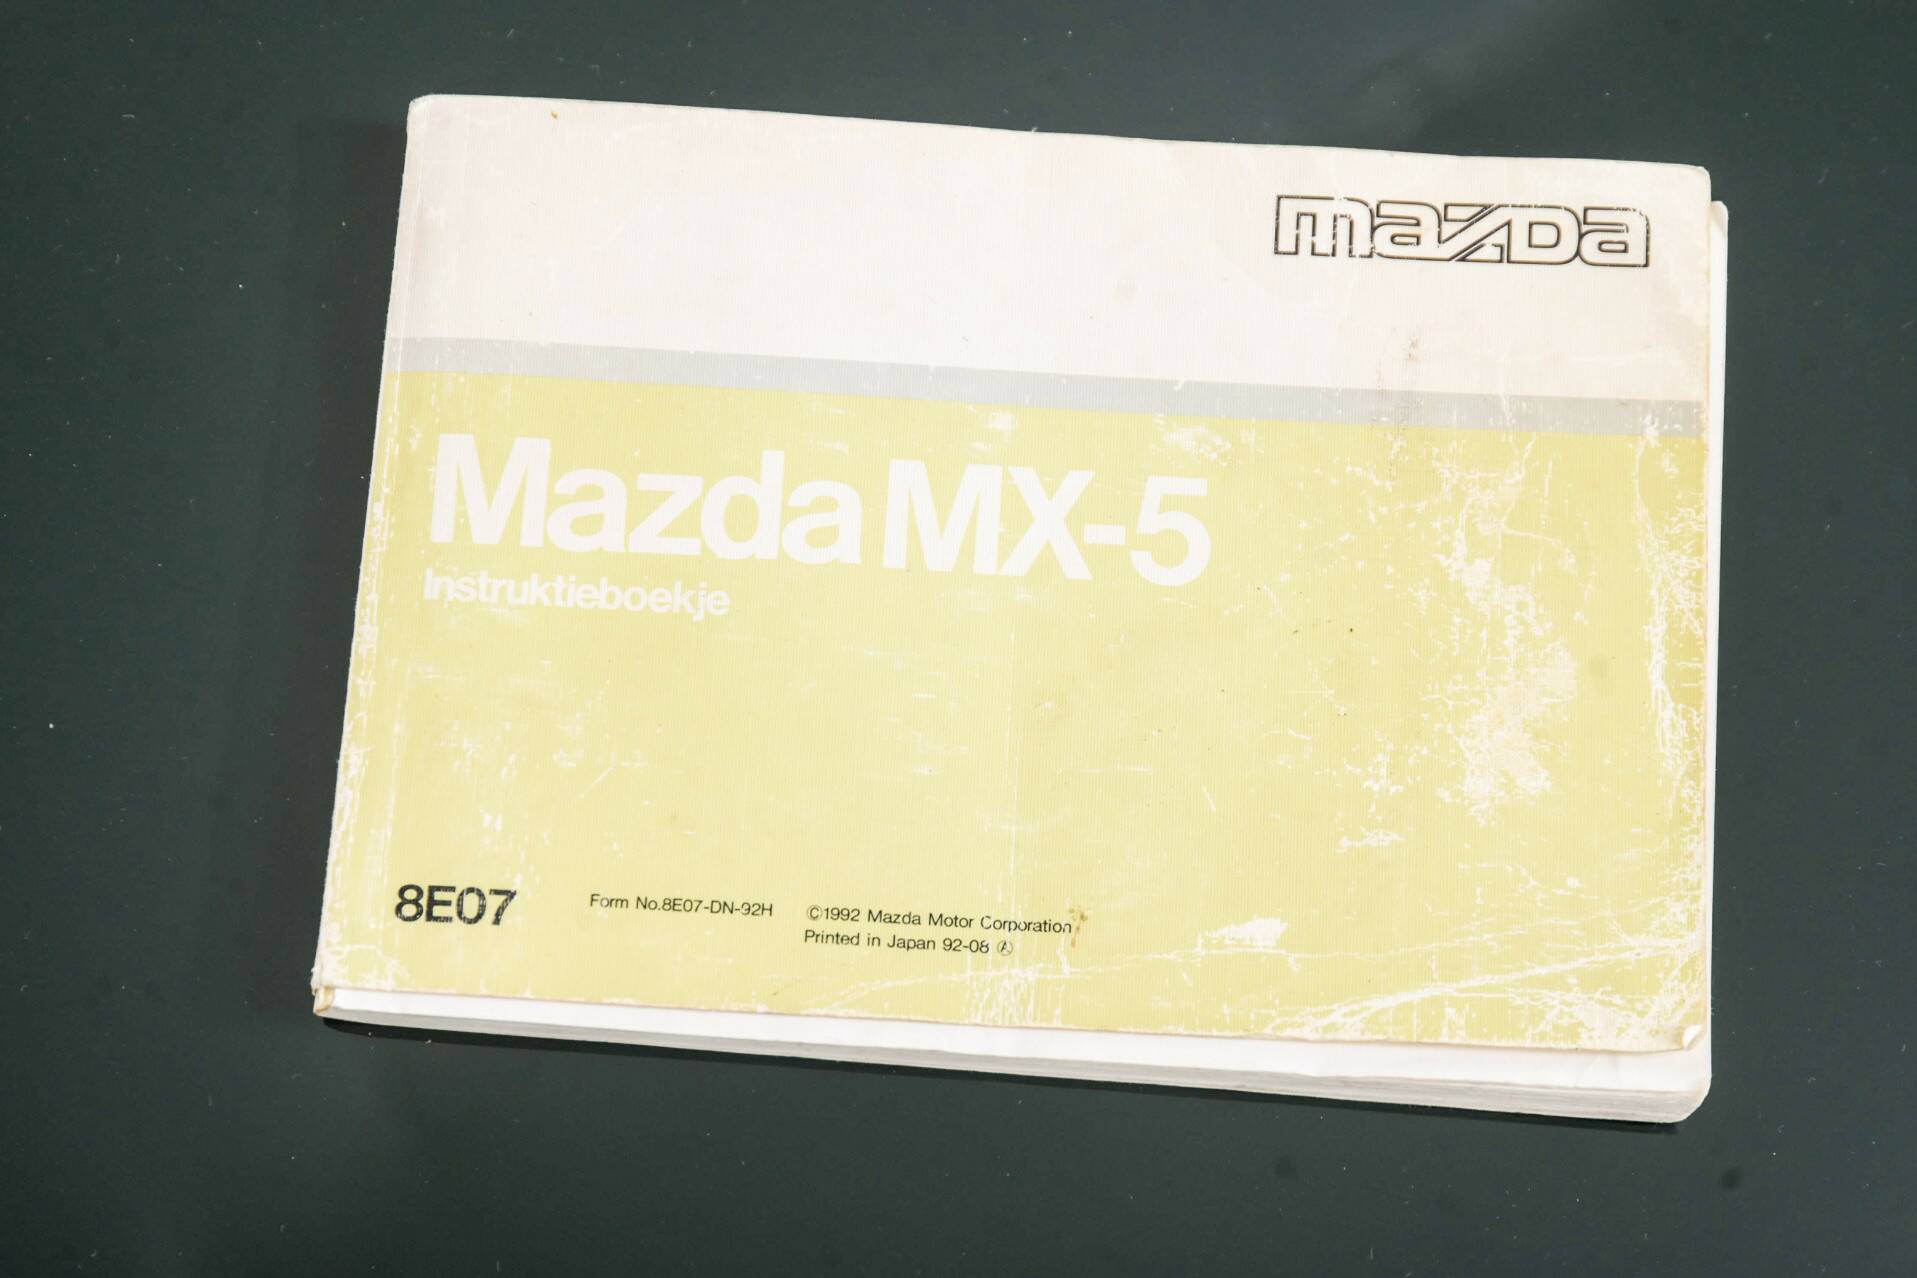 mazDa
Mazda MX-5
Instruktieboekje
8E07
Form No.8E07-DN-92H
©1992 Mazda Motor Corporation
Printed in Japan 92-08 Ⓐ